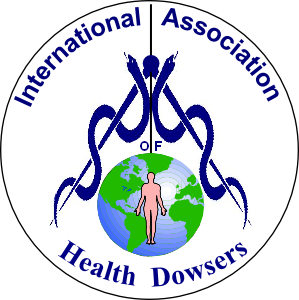 International Association
OF
Health Dowsers